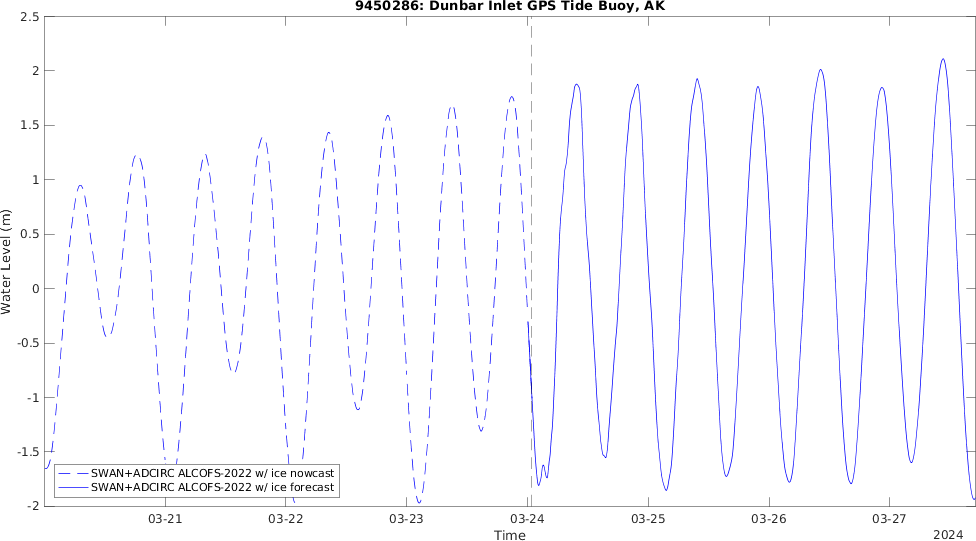 9450286: Dunbar Inlet GPS Tide Buoy, AK
2.5
2
1.5
1
0.5
0
-0.5
-1
-1.5
-2
Water Level (m)
SWAN+ADCIRC ALCOFS-2022 w/ ice nowcast
SWAN+ADCIRC ALCOFS-2022 w/ ice forecast
03-21 03-22 03-23 03-24 03-25 03-26 03-27
Time
2024